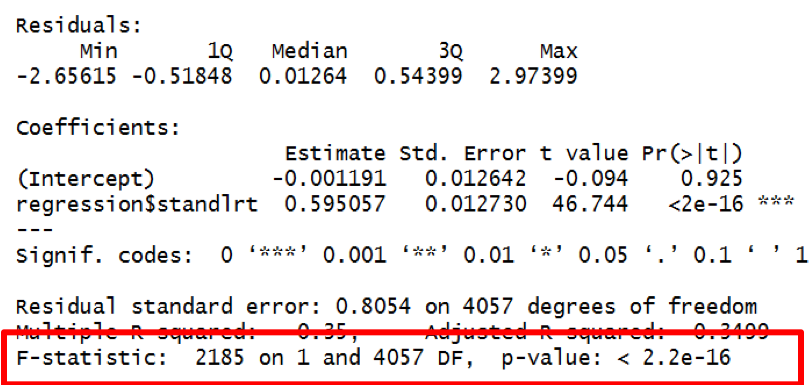 Residuals:
Min 1Q Median 3Q Max
-2.65615 -0.51848 0.01264 0.54399 2.97399
Coefficients:
Estimate Std. Error t value Pr(>|t|)
(Intercept) -0.001191 0.012642 -0.094 0.925
regression$standlrt 0.595057 0.012730 46.744 <2e-16 ***
---
Signif. codes: 0 ‘***’ 0.001 ‘**’ 0.01 ‘*’ 0.05 ‘.’ 0.1 ‘ ’ 1
Residual standard error: 0.8054 on 4057 degrees of freedom
Multiple R-squared: 0.35, Adjusted R-squared: 0.3499
F-statistic: 2185 on 1 and 4057 DF, p-value: < 2.2e-16